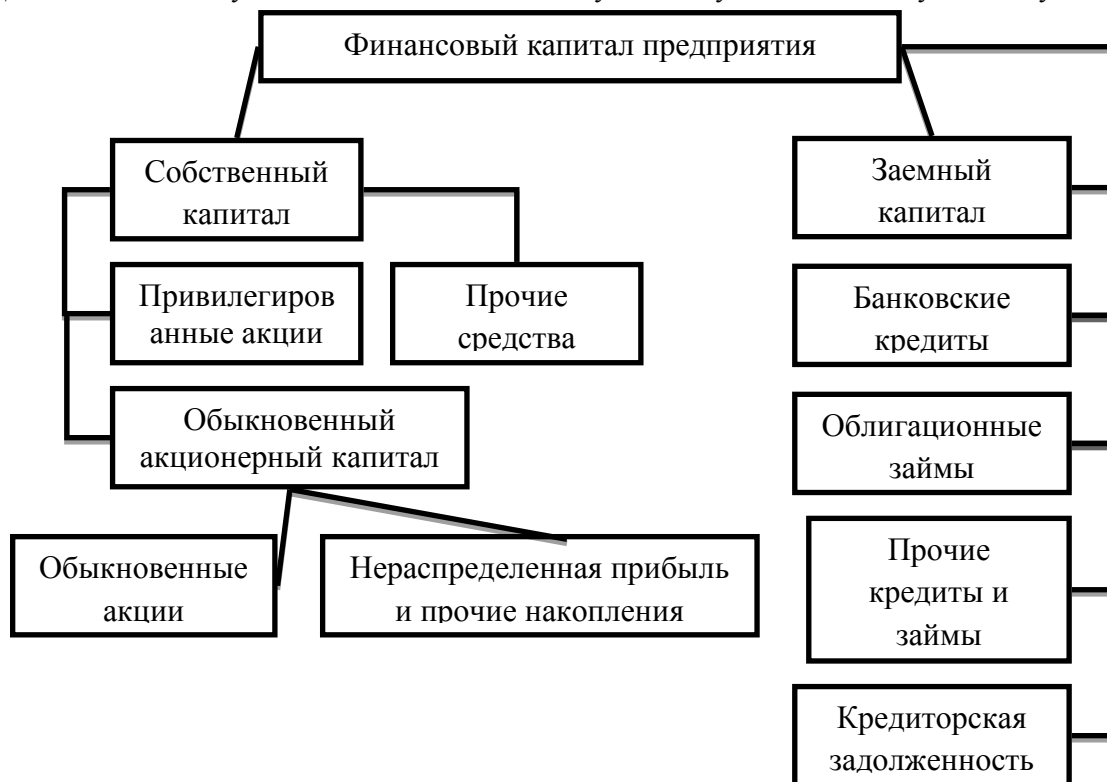 Финансовый капитал предприятия
Собственный
капитал
Заемный
капитал
Привилегиров
анные акции
Прочие
средства
Банковские
кредиты
Обыкновенный
акционерный капитал
Облигационные
займы
Обыкновенные
акции
Нераспределенная прибыль
и прочие накопления
Прочие
кредиты и
займы
Кредиторская
задолженность